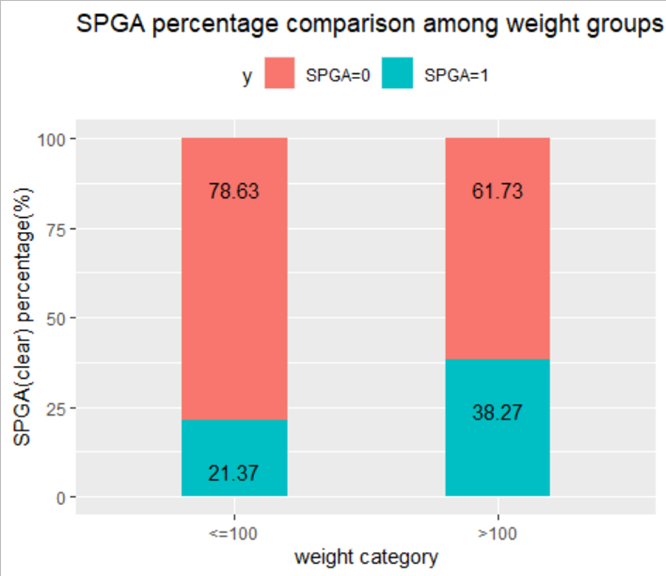 SPGA percentage comparison among weight groups
y SPGA=0 SPGA=1
SPGA(clear) percentage(%)
100
75
50
25
0
78.63
61.73
38.27
21.37
<=100 >100
weight category